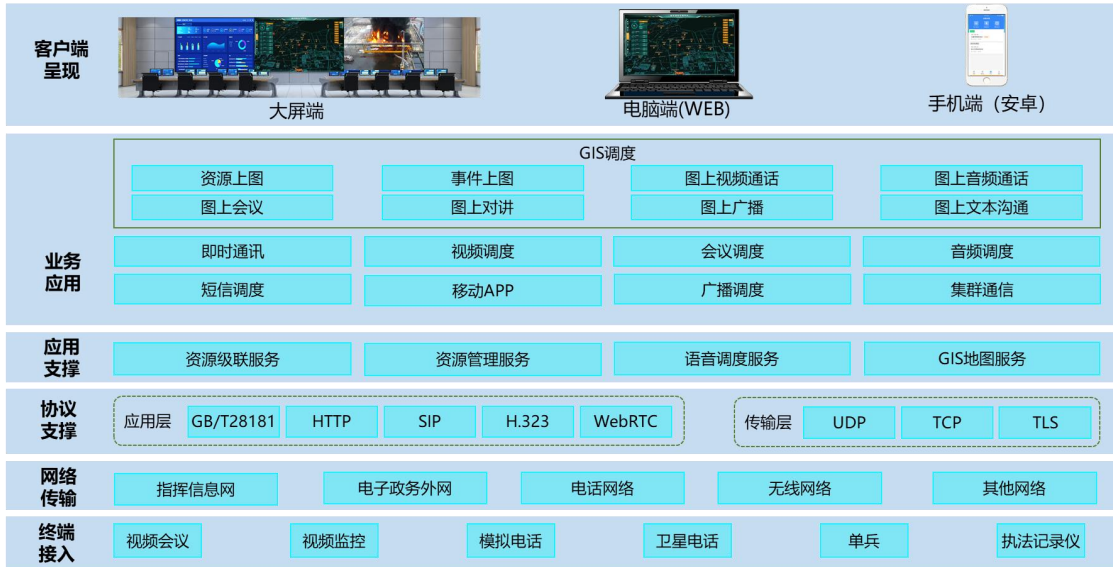 客户端
呈现
大屏端
电脑端(WEB)
手机端（安卓）
GIS调度
资源上图 事件上图 图上视频通话 图上音频通话
图上会议 图上对讲 图上广播 图上文本沟通
业务
应用
即时通讯 视频调度 会议调度 音频调度
短信调度 移动APP 广播调度 集群通信
应用
支撑
资源级联服务 资源管理服务 语音调度服务 GIS地图服务
协议
支撑
应用层 GB/T28181 HTTP SIP H.323 WebRTC 传输层 UDP TCP TLS
网络
传输
指挥信息网 电子政务外网 电话网络 无线网络 其他网络
终端
接入
视频会议 视频监控 模拟电话 卫星电话 单兵 执法记录仪